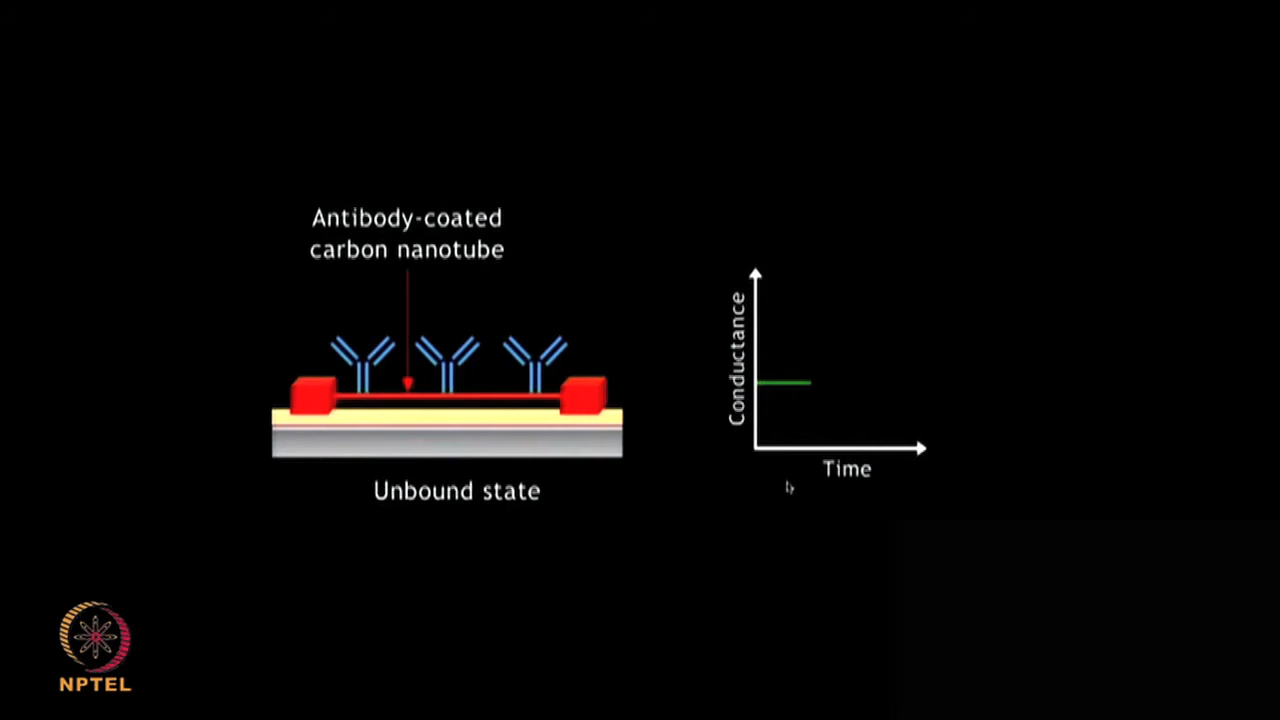 Antibody-coated
carbon nanotube
Conductance
Time
Unbound state
NPTEL